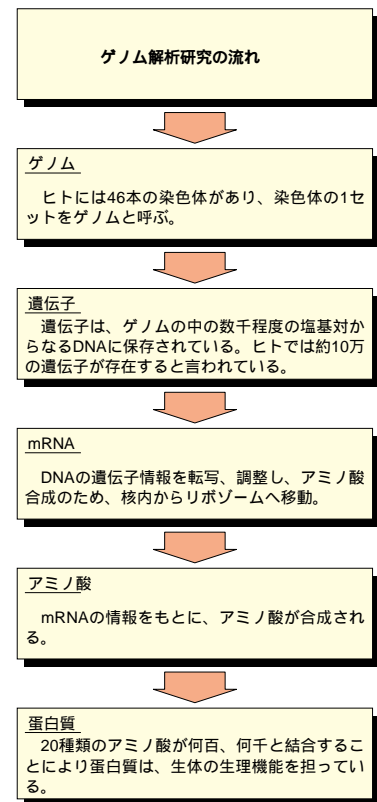 ゲノム解析研究の流れ
ゲノム
ヒトには46本の染色体があり、染色体の1セ
ットをゲノムと呼ぶ。
遺伝子
遺伝子は、ゲノムの中の数千程度の塩基対か
らなるDNAに保存されている。ヒトでは約10万
の遺伝子が存在すると言われている。
mRNA
DNAの遺伝子情報を転写、調整し、アミノ酸
合成のため、核内からリボゾームへ移動。
アミノ酸
mRNAの情報をもとに、アミノ酸が合成され
る。
蛋白質
20種類のアミノ酸が何百、何千と結合するこ
とにより蛋白質は、生体の生理機能を担ってい
る。